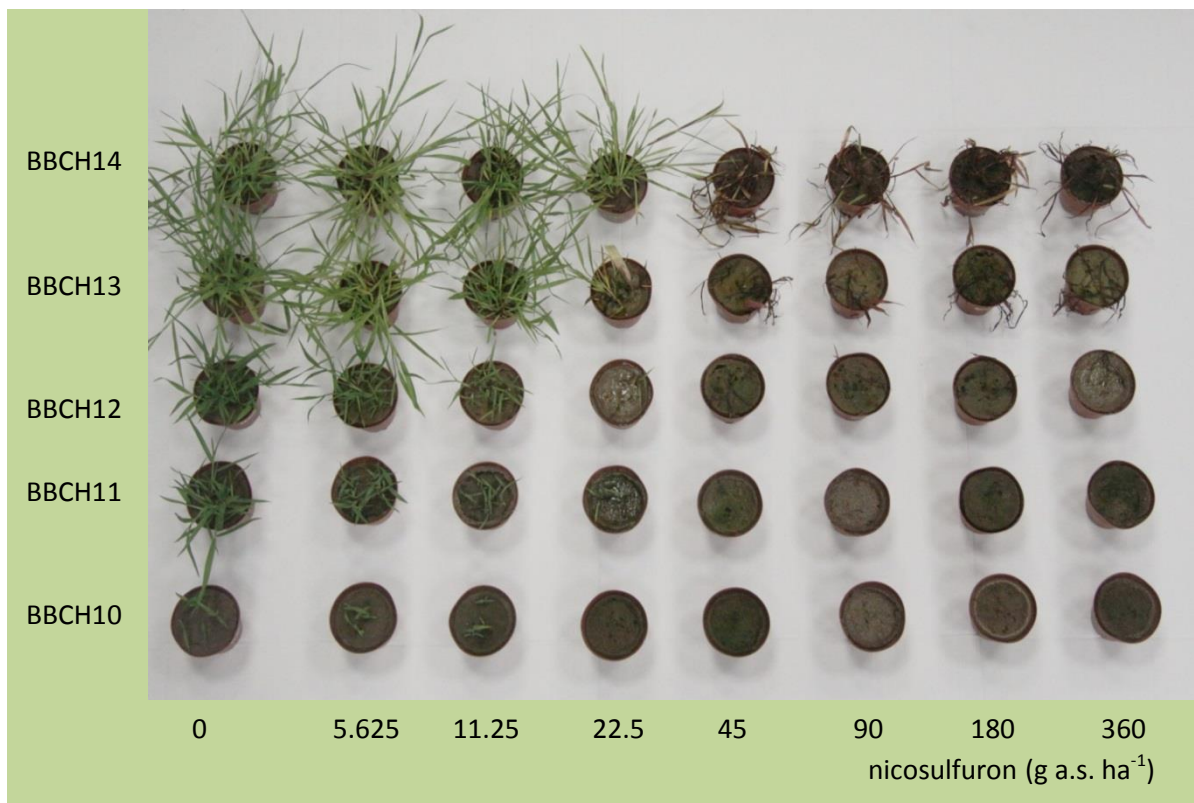 BBCH14
BBCH13
BBCH12
BBCH11
BBCH10
0 5.625 11.25 22.5 45 90 180 360
nicosulfuron (g a.s. ha⁻¹)